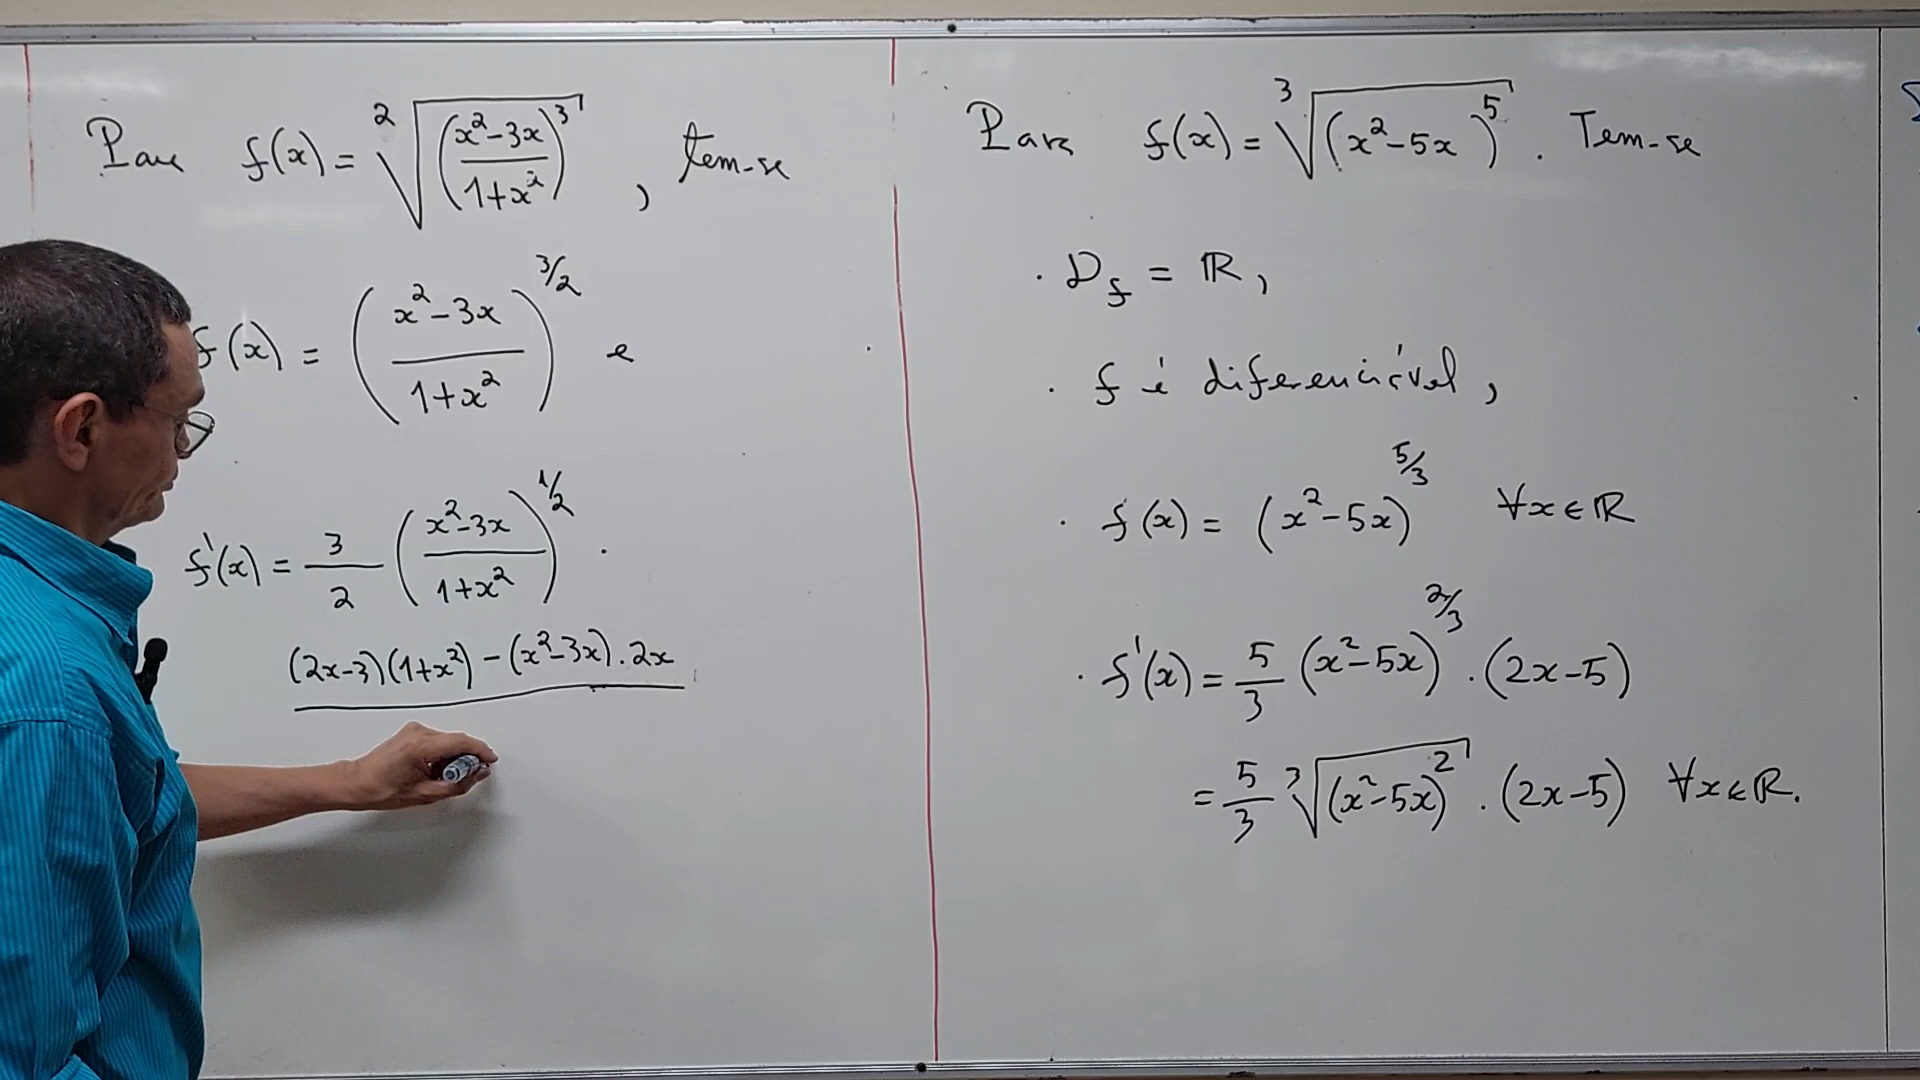 Para f(x) = ²√((x²-3x)/(1+x²))³ , tem-se
f(x) = ((x²-3x)/(1+x²))^(3/2) e
f'(x) = 3/2 ((x²-3x)/(1+x²))^(1/2) .
(2x-3)(1+x²) - (x²-3x).2x
Para f(x) = ³√(x²-5x)⁵ . Tem-se
. D_f = ℝ,
. f é diferenciável,
. f(x) = (x²-5x)^(5/3) ∀x∈ℝ
. f'(x) = 5/3 (x²-5x)^(2/3) . (2x-5)
= 5/3 ³√(x²-5x)² . (2x-5) ∀x∈ℝ.